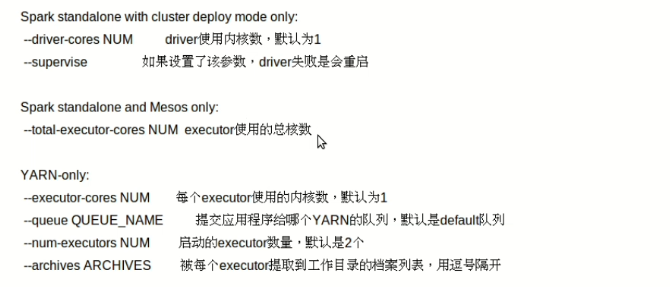 Spark standalone with cluster deploy mode only:
--driver-cores NUM driver使用内核数，默认为1
--supervise 如果设置了该参数，driver失败是会重启
Spark standalone and Mesos only:
--total-executor-cores NUM executor使用的总核数
YARN-only:
--executor-cores NUM 每个executor使用的内核数，默认为1
--queue QUEUE_NAME 提交应用程序给哪个YARN的队列，默认是default队列
--num-executors NUM 启动的executor数量，默认是2个
--archives ARCHIVES 被每个executor提取到工作目录的档案列表，用逗号隔开